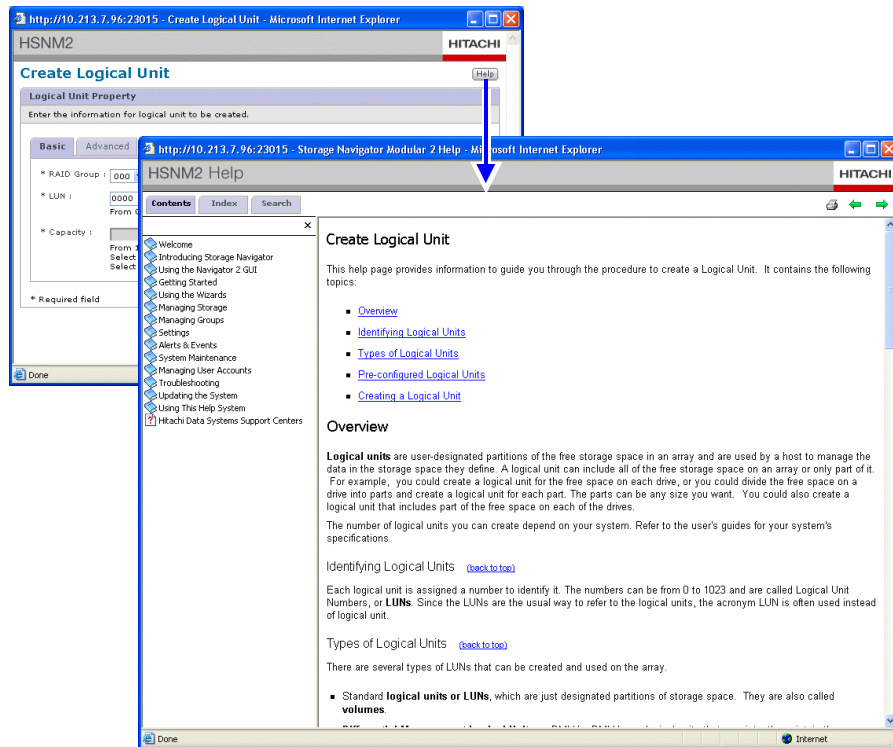 http://10.213.7.96:23015 - Create Logical Unit - Microsoft Internet Explorer
HSNM2
HITACHI
Create Logical Unit
Help
Logical Unit Property
Enter the information for logical unit to be created.
Basic
Advanced
* RAID Group :
000
* LUN :
0000
From
* Capacity :
From
Select
Select
* Required field
Done
http://10.213.7.96:23015 - Storage Navigator Modular 2 Help - Microsoft Internet Explorer
HSNM2 Help
HITACHI
Contents
Index
Search
Welcome
Introducing Storage Navigator
Using the Navigator 2 GUI
Getting Started
Using the Wizards
Managing Storage
Managing Groups
Settings
Alerts & Events
System Maintenance
Managing User Accounts
Troubleshooting
Updating the System
Using This Help System
Hitachi Data Systems Support Centers
Create Logical Unit
This help page provides information to guide you through the procedure to create a Logical Unit. It contains the following
topics:
Overview
Identifying Logical Units
Types of Logical Units
Pre-configured Logical Units
Creating a Logical Unit
Overview
Logical units are user-designated partitions of the free storage space in an array and are used by a host to manage the
data in the storage space they define. A logical unit can include all of the free storage space on an array or only part of it.
For example, you could create a logical unit for the free space on each drive, or you could divide the free space on a
drive into parts and create a logical unit for each part. The parts can be any size you want. You could also create a
logical unit that includes part of the free space on each of the drives.
The number of logical units you can create depend on your system. Refer to the user's guides for your system's
specifications.
Identifying Logical Units (back to top)
Each logical unit is assigned a number to identify it. The numbers can be from 0 to 1023 and are called Logical Unit
Numbers, or LUNs. Since the LUNs are the usual way to refer to the logical units, the acronym LUN is often used instead
of logical unit.
Types of Logical Units (back to top)
There are several types of LUNs that can be created and used on the array.
Standard logical units or LUNs, which are just designated partitions of storage space. They are also called
volumes.
Done
Internet